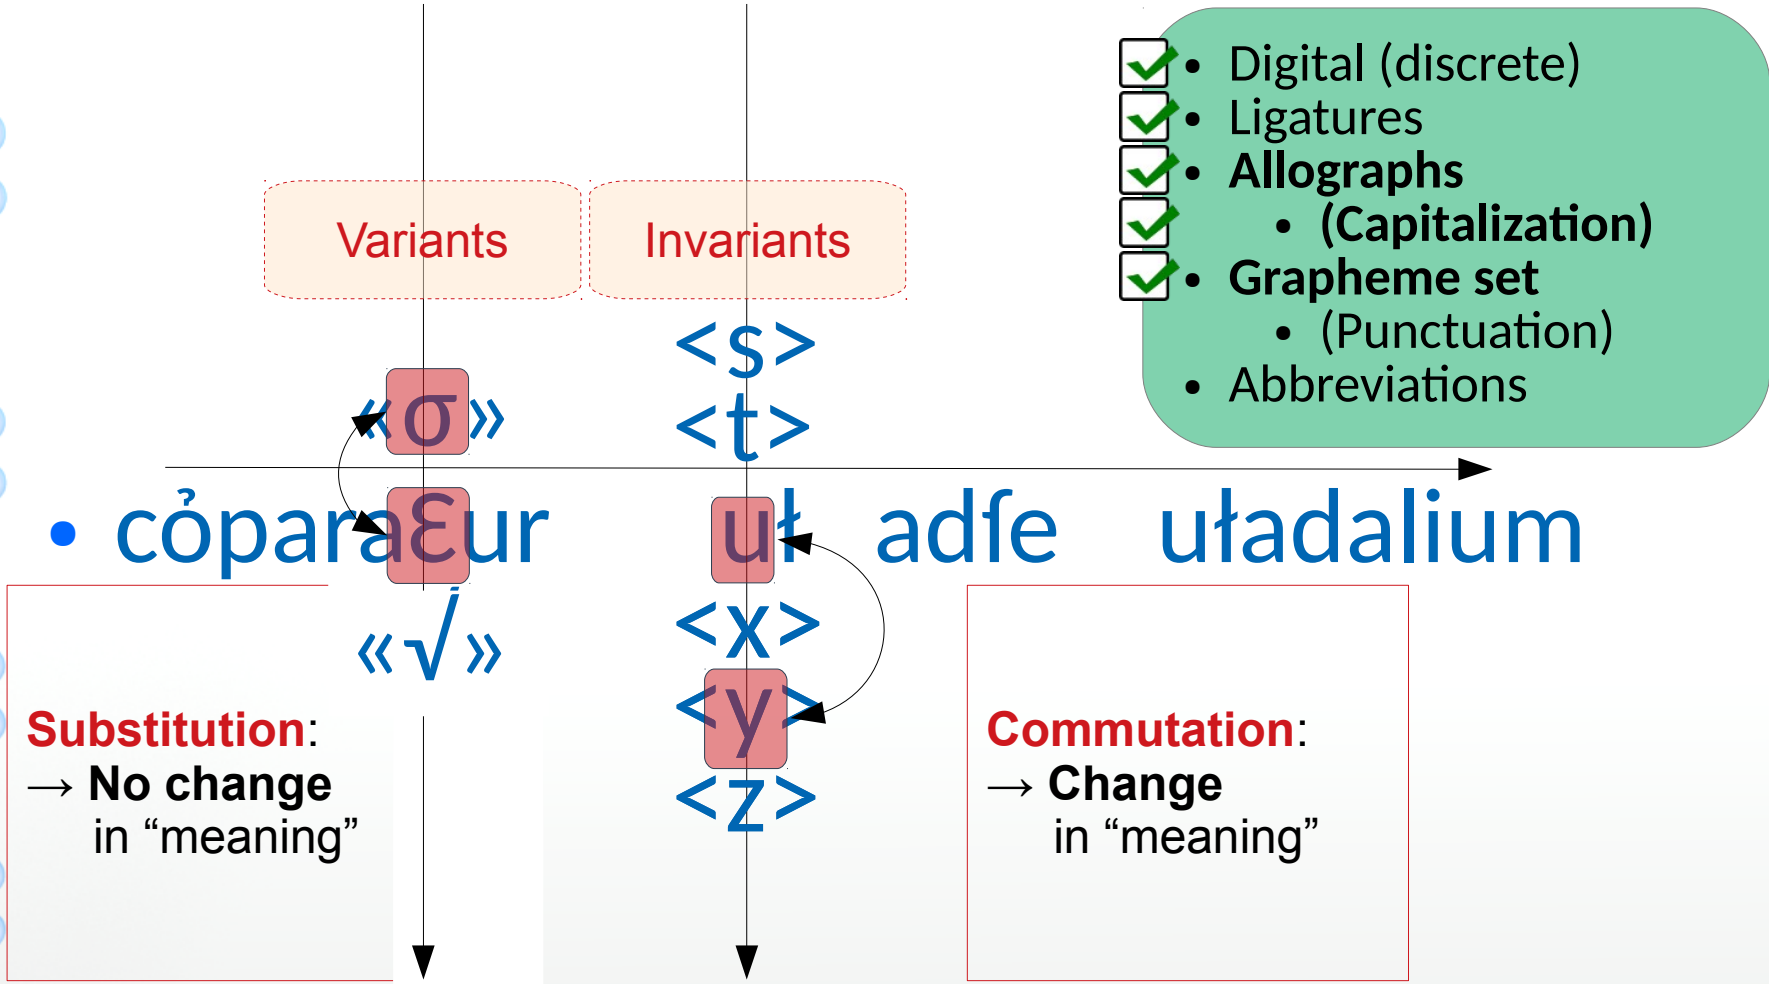 • Digital (discrete)
• Ligatures
• Allographs
• (Capitalization)
• Grapheme set
• (Punctuation)
• Abbreviations
Variants
Invariants
<s>
«σ»
<t>
• cỏparaƐur uł adſe uładalium
«√»
<x>
<y>
<z>
Substitution:
→ No change
in “meaning”
Commutation:
→ Change
in “meaning”